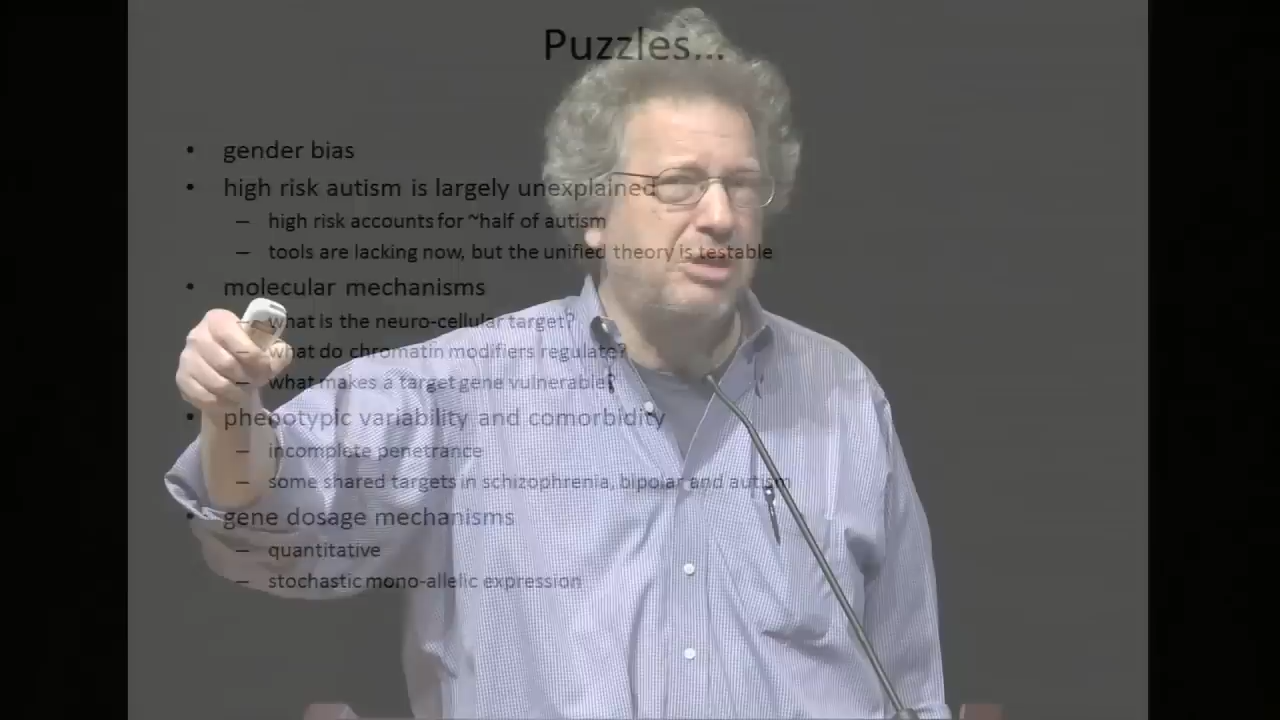 Puzzles...
• gender bias
• high risk autism is largely unexplained
– high risk accounts for ~half of autism
– tools are lacking now, but the unified theory is testable
• molecular mechanisms
– what is the neuro-cellular target?
– what do chromatin modifiers regulate?
– what makes a target gene vulnerable?
• phenotypic variability and comorbidity
– incomplete penetrance
– some shared targets in schizophrenia, bipolar and autism
• gene dosage mechanisms
– quantitative
– stochastic mono-allelic expression